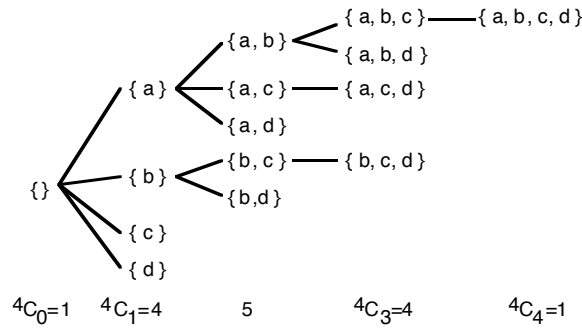 { a, b, c } { a, b, c, d }
{ a, b }
{ a, b, d }
{ a } { a, c } { a, c, d }
{ a, d }
{ b, c } { b, c, d }
{} { b }
{ b,d }
{ c }
{ d }
⁴C₀=1 ⁴C₁=4 5 ⁴C₃=4 ⁴C₄=1